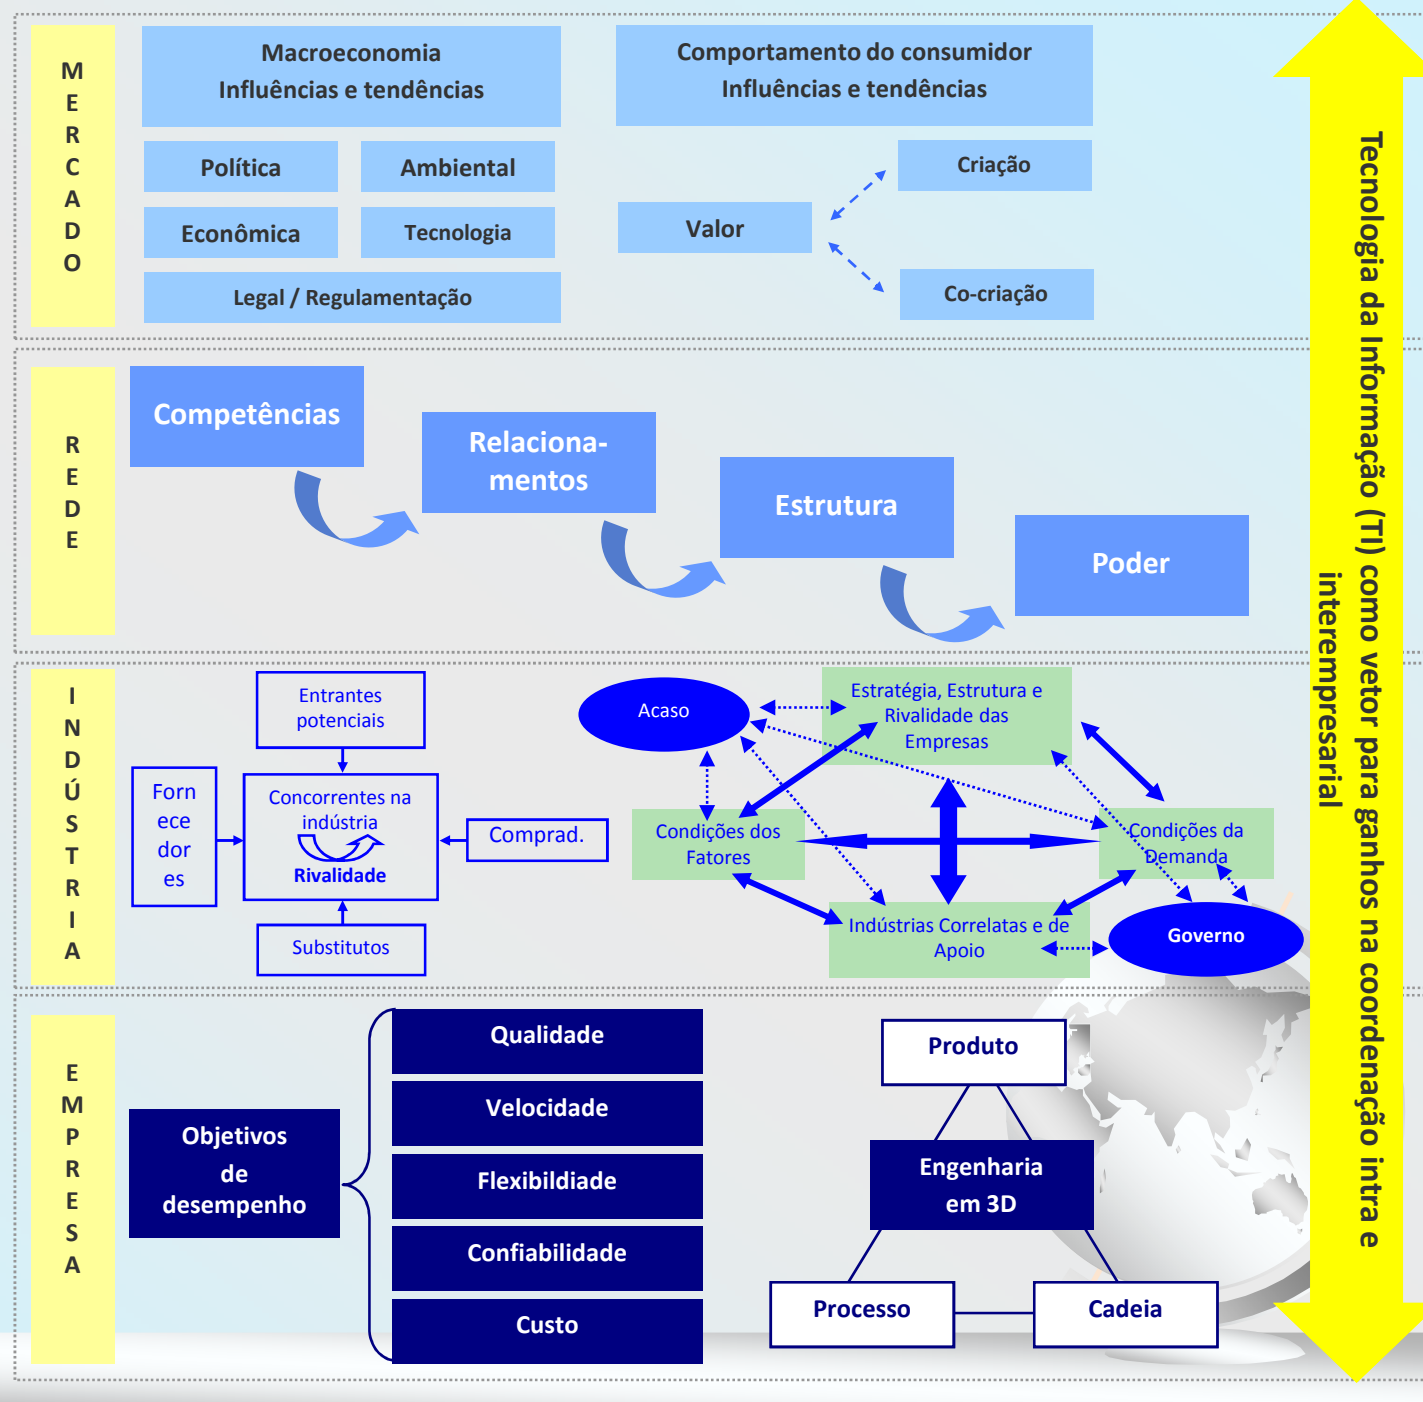 MERCADO
Macroeconomia
Influências e tendências
Comportamento do consumidor
Influências e tendências
Política
Ambiental
Criação
Econômica
Tecnologia
Valor
Legal / Regulamentação
Co-criação
REDE
Competências
Relaciona-
mentos
Estrutura
Poder
INDÚSTRIA
Entrantes
potenciais
Forn
ece
dor
es
Concorrentes na
indústria
Rivalidade
Comprad.
Substitutos
Acaso
Estratégia, Estrutura e
Rivalidade das
Empresas
Condições dos
Fatores
Condições da
Demanda
Indústrias Correlatas e de
Apoio
Governo
EMPRESA
Objetivos
de
desempenho
Qualidade
Velocidade
Flexibildiade
Confiabilidade
Custo
Produto
Engenharia
em 3D
Processo
Cadeia
Tecnologia da Informação (TI) como vetor para ganhos na coordenação intra e
interempresarial